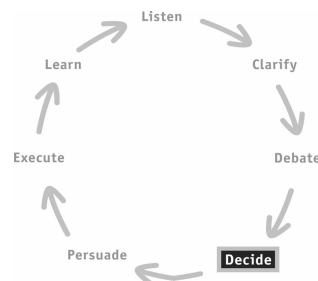 Listen
Clarify
Debate
Decide
Persuade
Execute
Learn